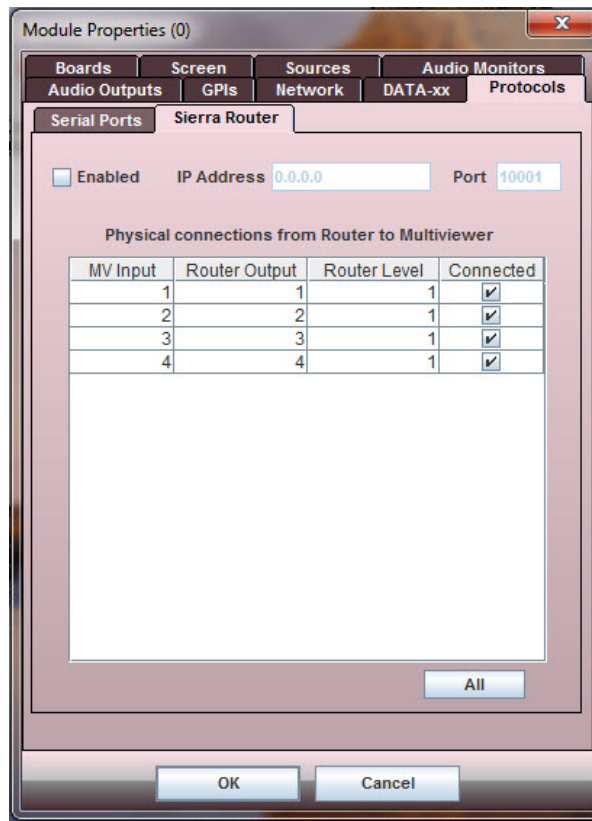 Module Properties (0)
Boards Screen Sources Audio Monitors
Audio Outputs GPIs Network DATA-xx Protocols
Serial Ports Sierra Router
Enabled IP Address 0.0.0.0 Port 10001
Physical connections from Router to Multiviewer
MV Input Router Output Router Level Connected
1 1 1
2 2 1
3 3 1
4 4 1
All
OK Cancel